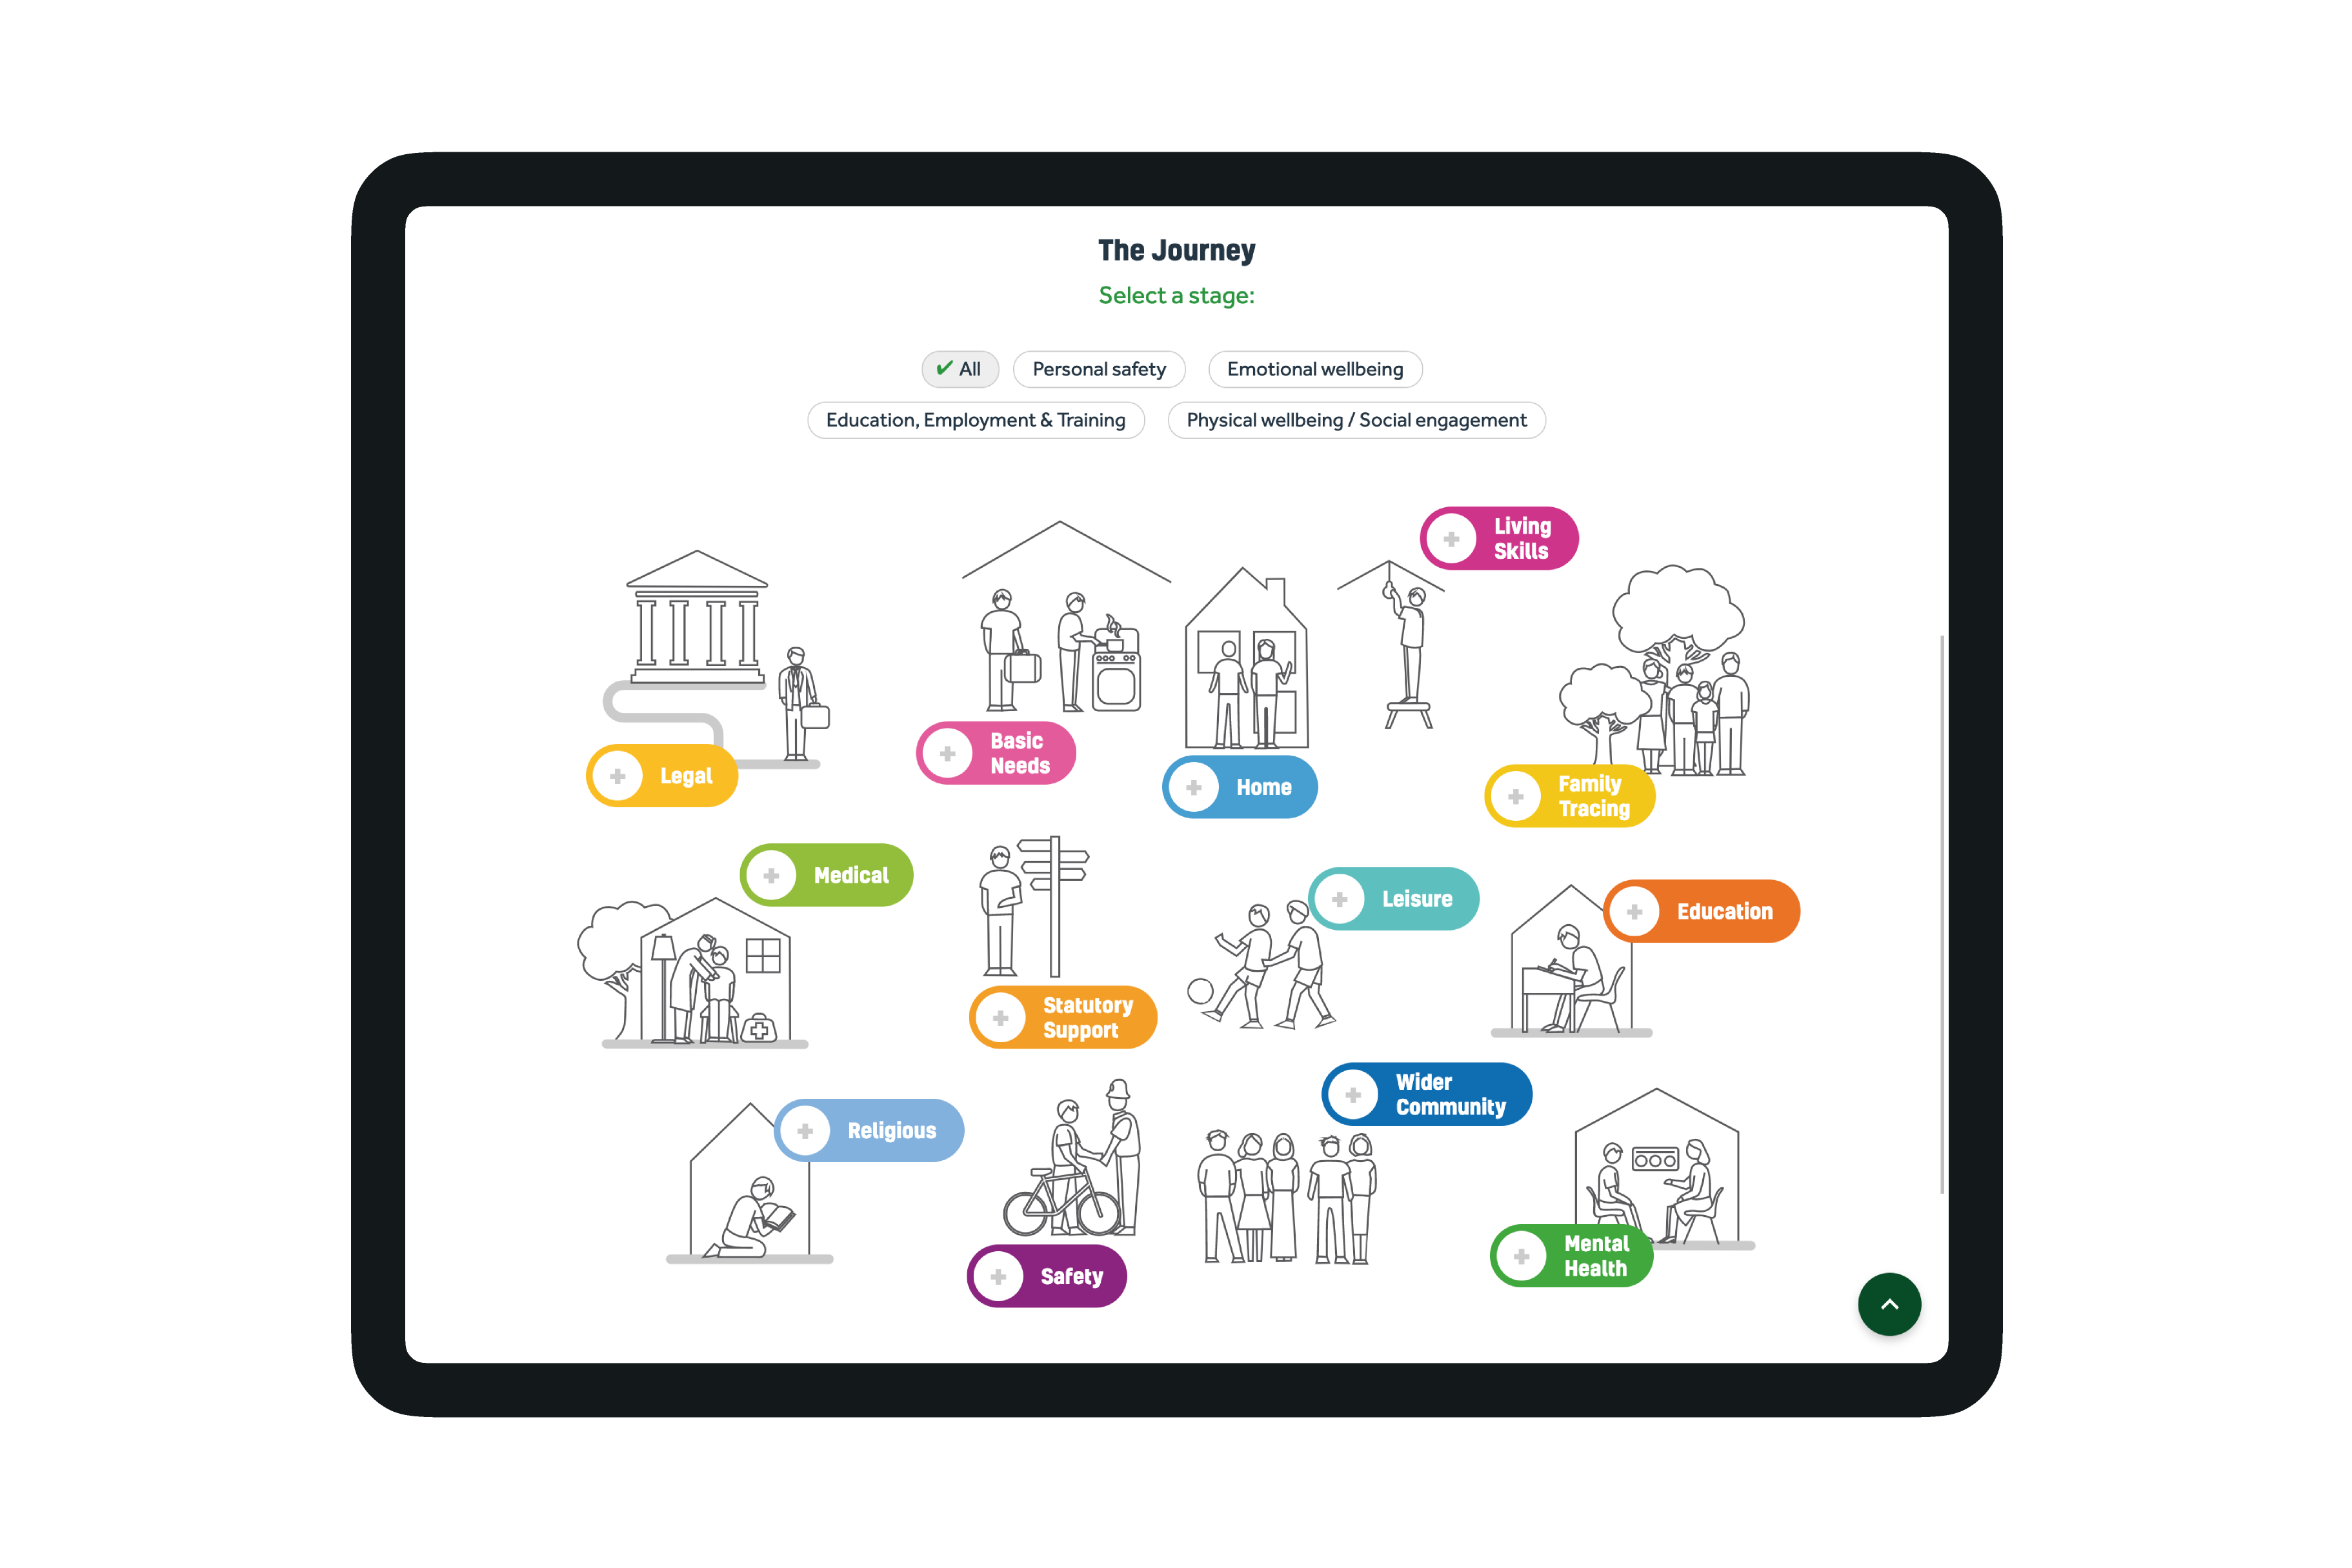 The Journey
Select a stage:
All
Personal safety
Emotional wellbeing
Education, Employment & Training
Physical wellbeing / Social engagement
Living
Skills
Legal
Basic
Needs
Home
Family
Tracing
Medical
Statutory
Support
Leisure
Education
Religious
Safety
Wider
Community
Mental
Health